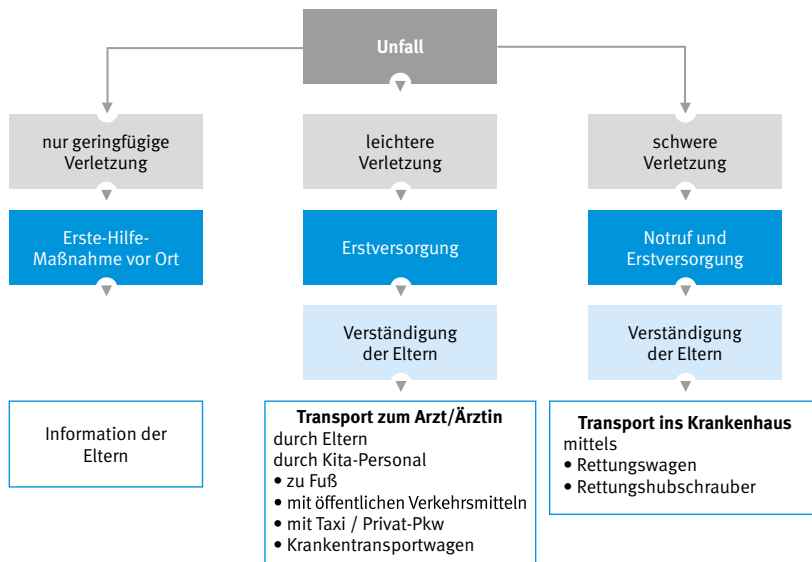 Unfall
nur geringfügige
Verletzung
Erste-Hilfe-
Maßnahme vor Ort
Information der
Eltern
leichtere
Verletzung
Erstversorgung
Verständigung
der Eltern
Transport zum Arzt/Ärztin
durch Eltern
durch Kita-Personal
• zu Fuß
• mit öffentlichen Verkehrsmitteln
• mit Taxi / Privat-Pkw
• Krankentransportwagen
schwere
Verletzung
Notruf und
Erstversorgung
Verständigung
der Eltern
Transport ins Krankenhaus
mittels
• Rettungswagen
• Rettungshubschrauber